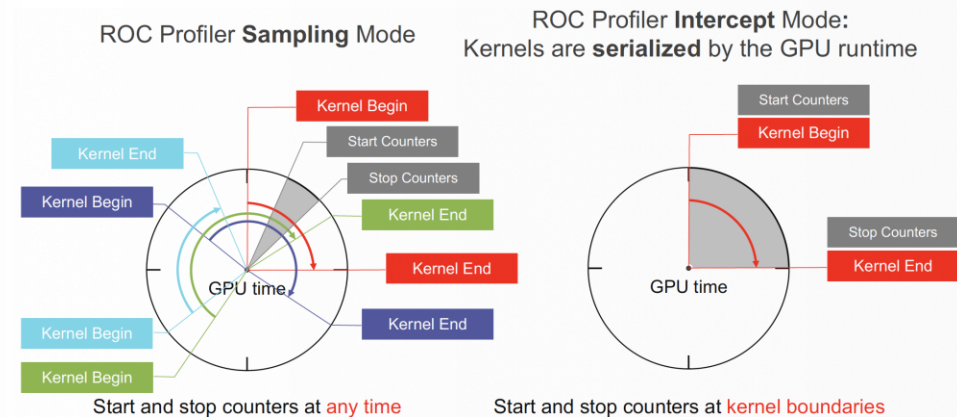 ROC Profiler Sampling Mode
Kernel Begin
Start Counters
Kernel End
Stop Counters
Kernel Begin
Kernel End
Kernel End
GPU time
Kernel Begin
Kernel End
Kernel Begin
Start and stop counters at any time
ROC Profiler Intercept Mode:
Kernels are serialized by the GPU runtime
Start Counters
Kernel Begin
Stop Counters
Kernel End
GPU time
Start and stop counters at kernel boundaries